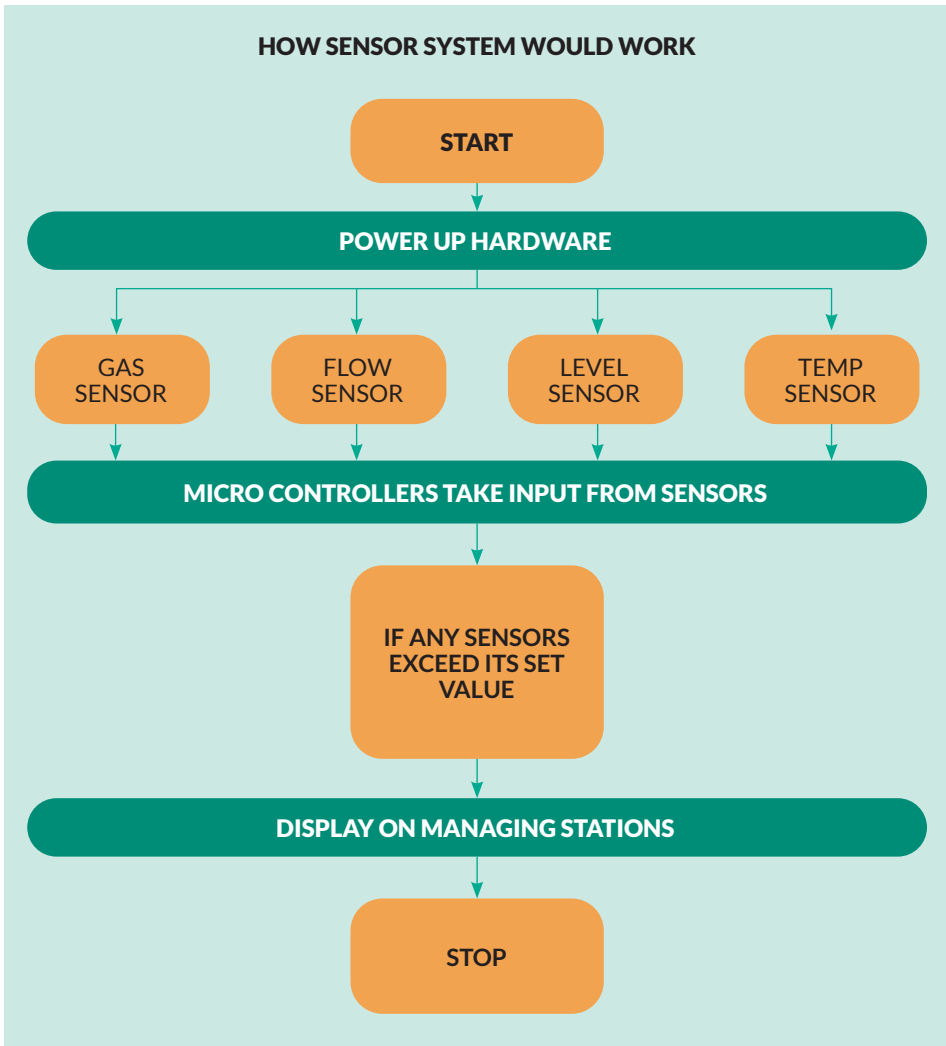 HOW SENSOR SYSTEM WOULD WORK
START
POWER UP HARDWARE
GAS
SENSOR
FLOW
SENSOR
LEVEL
SENSOR
TEMP
SENSOR
MICRO CONTROLLERS TAKE INPUT FROM SENSORS
IF ANY SENSORS
EXCEED ITS SET
VALUE
DISPLAY ON MANAGING STATIONS
STOP